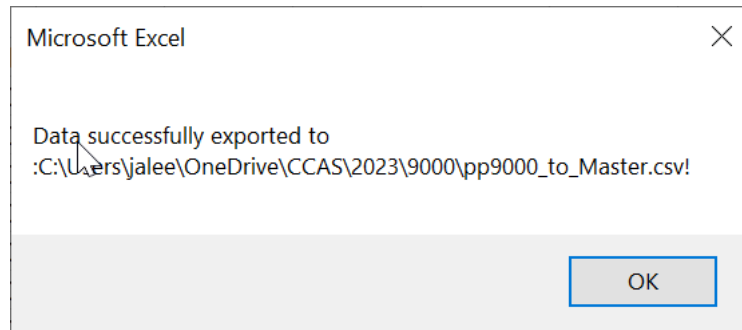 Microsoft Excel
Data successfully exported to
:C:\Users\jalee\OneDrive\CCAS\2023\9000\pp9000_to_Master.csv!
OK